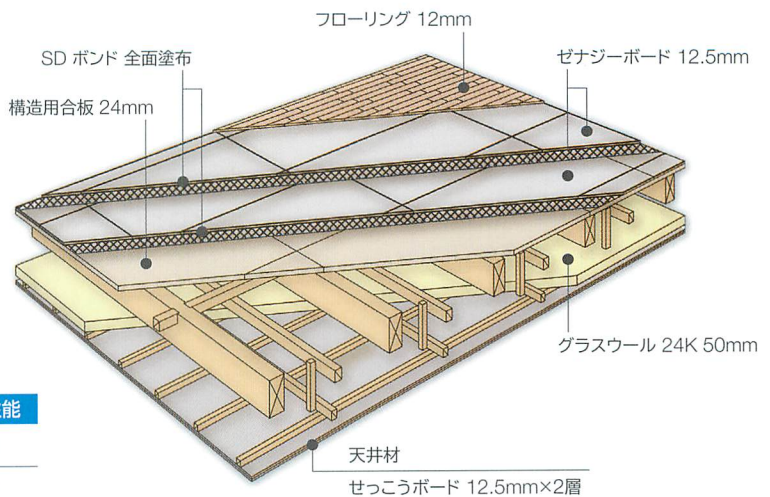 フローリング 12mm
SD ボンド 全面塗布
ゼナジーボード 12.5mm
構造用合板 24mm
グラスウール 24K 50mm
能
天井材
せっこうボード 12.5mm×2層